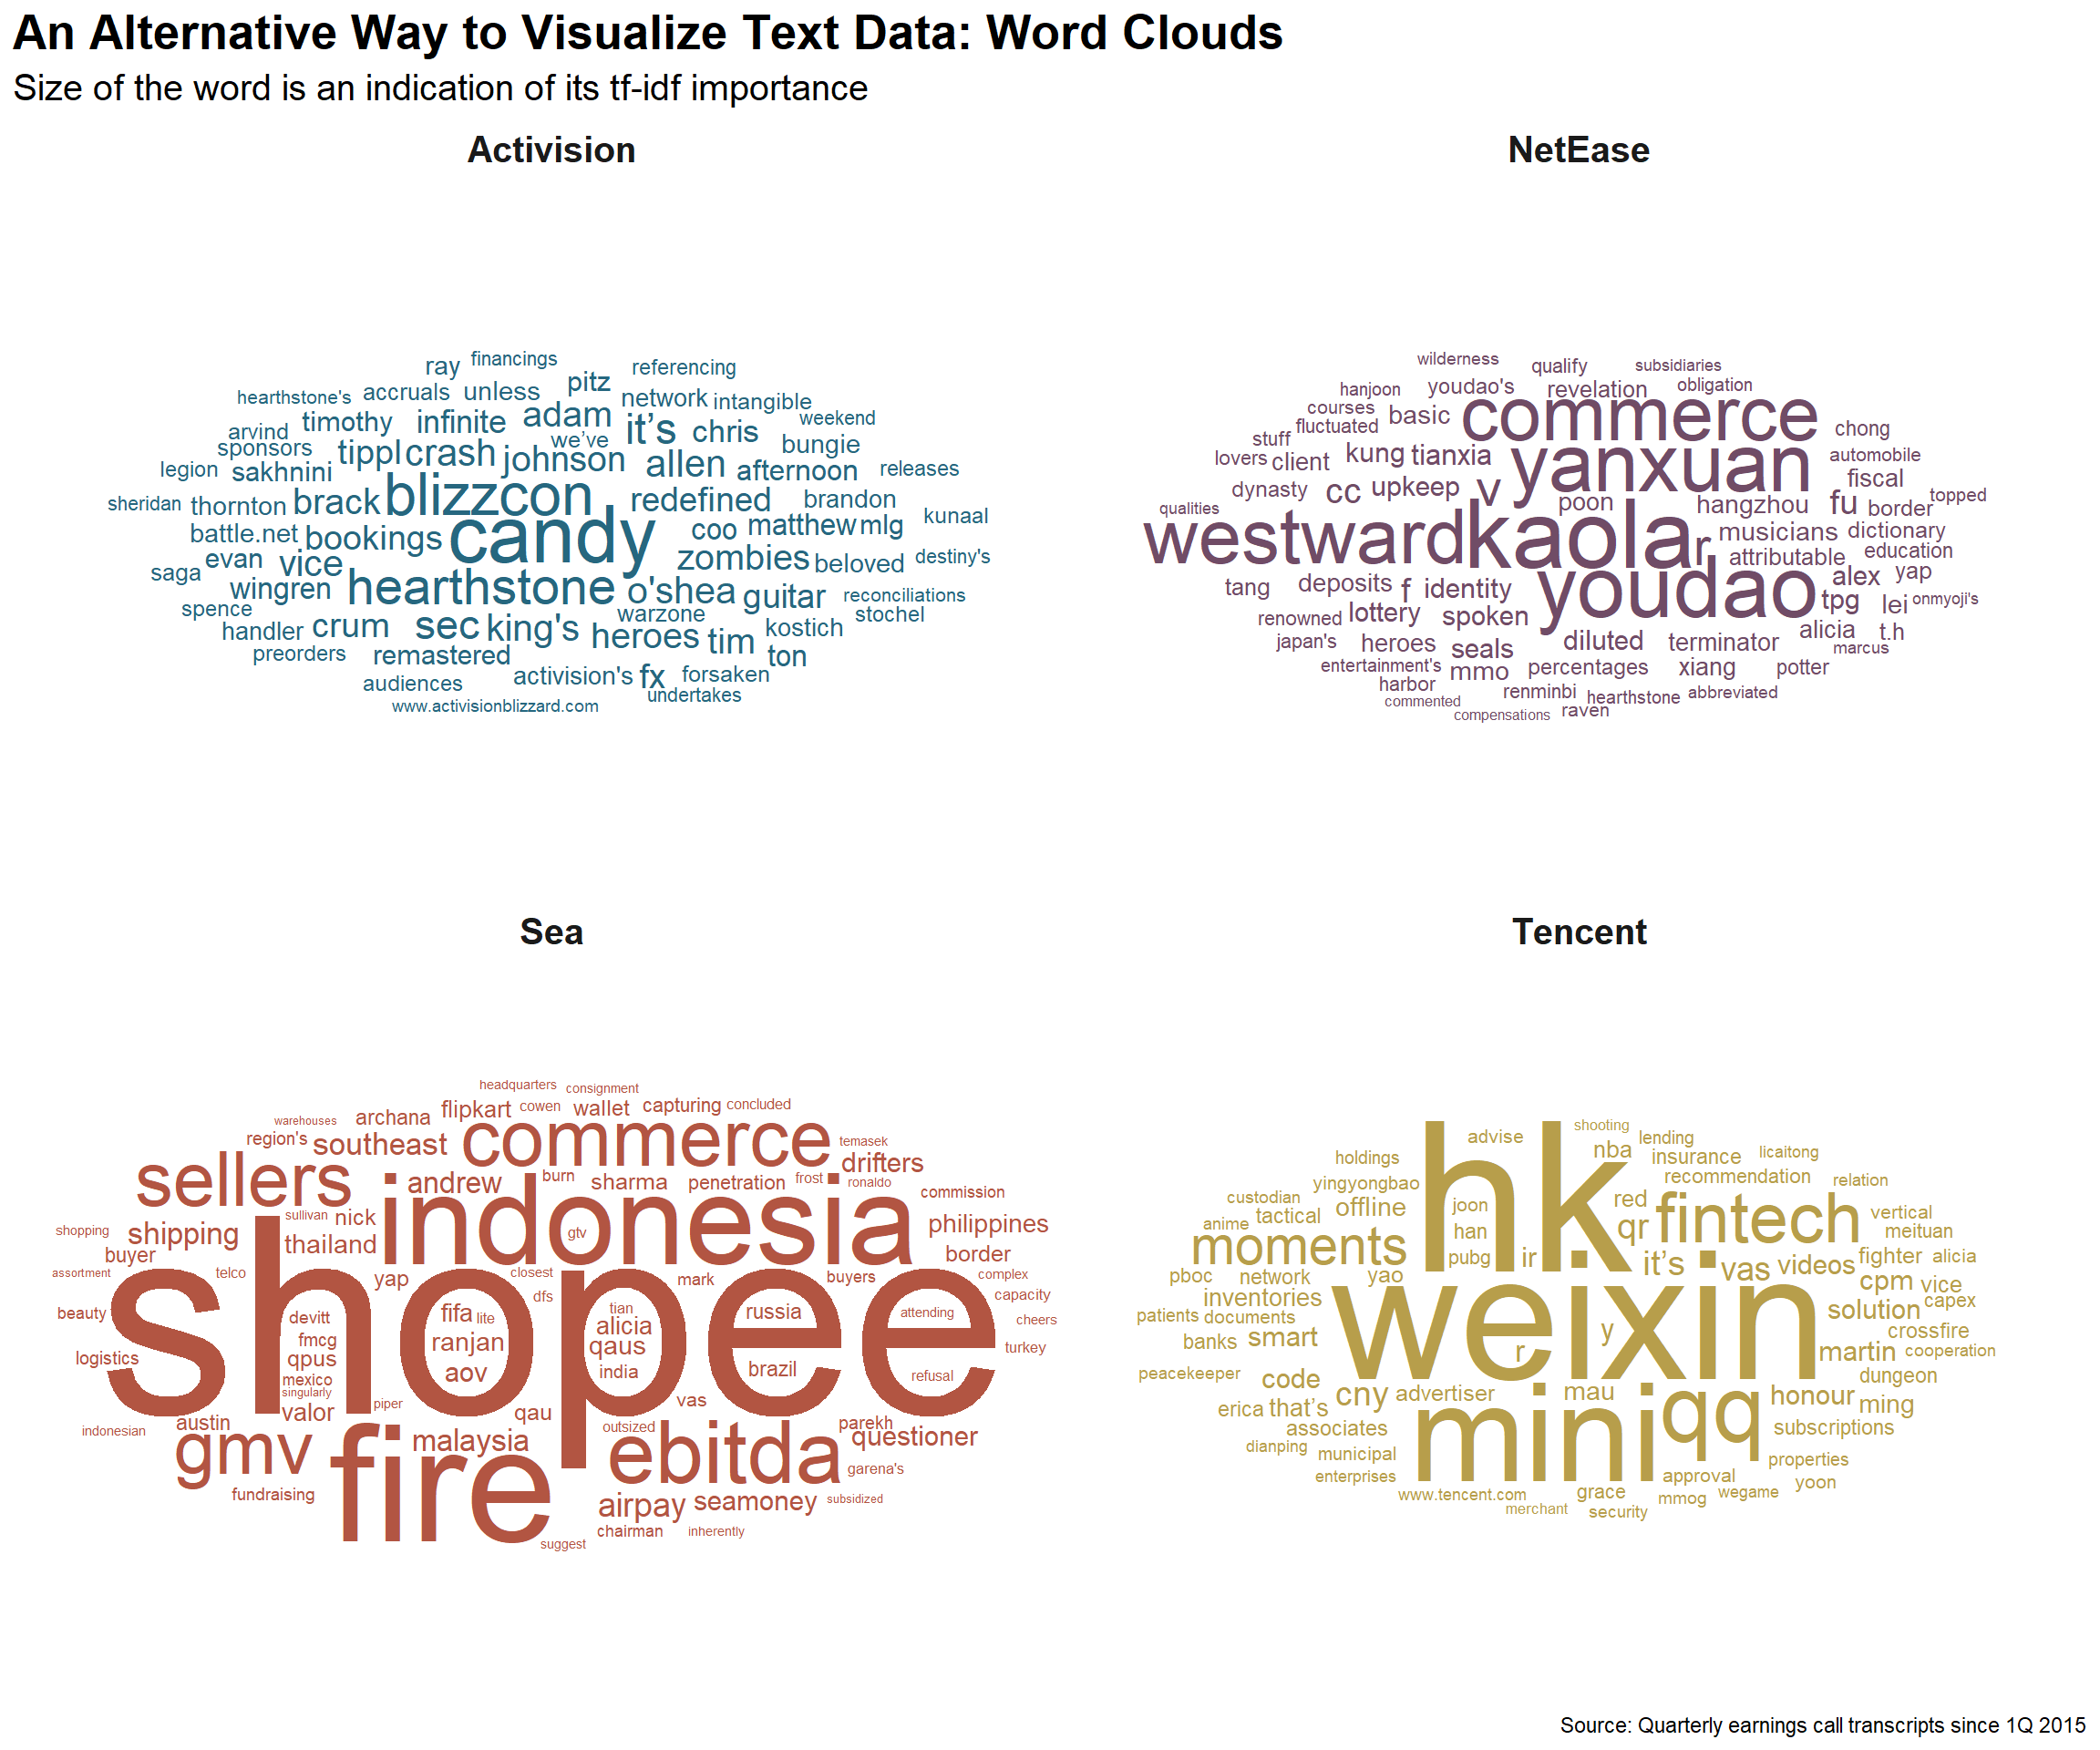 An Alternative Way to Visualize Text Data: Word Clouds
Size of the word is an indication of its tf-idf importance
Activision
ray financings referencing
hearthstone's accruals unless pitz network intangible
timothy infinite adam it’s chris weekend
arvind we’ve bungie
sponsors tippl crash johnson allen afternoon releases
legion sakhnini
sheridan thornton brack blizzcon redefined brandon
battle.net bookings candy coo matthew mlg kunaal
evan vice zombies beloved destiny's
saga wingren hearthstone o'shea guitar reconciliations
spence warzone stochel
handler crum sec king's heroes tim kostich
preorders remastered ton
audiences activision's fx forsaken
www.activisionblizzard.com undertakes
NetEase
wilderness qualify subsidiaries
hanjoon youdao's revelation obligation
courses basic commerce
fluctuated chong
stuff kung tianxia yanxuan automobile
lovers client fiscal
dynasty cc upkeep v poon hangzhou fu border topped
qualities westward kaola r musicians dictionary
attributable education
tang deposits f identity youdao alex yap
renowned lottery spoken tpg lei onmyoji's
japan's heroes seals diluted terminator alicia t.h
marcus
entertainment's mmo percentages xiang potter
harbor renminbi hearthstone abbreviated
commented compensations raven
Sea
headquarters consignment
warehouses archana flipkart cowen wallet capturing concluded
region's southeast commerce temasek
sellers andrew burn sharma penetration frost ronaldo drifters
commission
shopping shipping sullivan nick indonesia philippines
buyer thailand gtv border
assortment telco yap closest mark buyers complex
beauty devitt fifa lite dfs tian russia attending capacity
shopee
fmcg ranjan alicia cheers
logistics qpus aov qaus turkey
mexico india brazil refusal
singularly
valor piper qau vas
indonesian austin outsized parekh
gmv fire malaysia ebitda questioner
garena's
fundraising airpay seamoney subsidized
chairman inherently
suggest
Tencent
advise hk shooting nba lending
holdings insurance licaitong
yingyongbao recommendation relation
custodian offline joon red fintech
anime tactical han qr vertical
moments pubg ir it’s meituan
pboc network yao vas videos fighter alicia
inventories weixin cpm vice
patients documents solution capex
banks smart r y crossfire
martin cooperation
peacekeeper code cny advertiser mini mau qq honour dungeon
erica that’s ming
associates subscriptions
dianping municipal properties
enterprises approval yoon
www.tencent.com grace mmog wegame
merchant security
Source: Quarterly earnings call transcripts since 1Q 2015